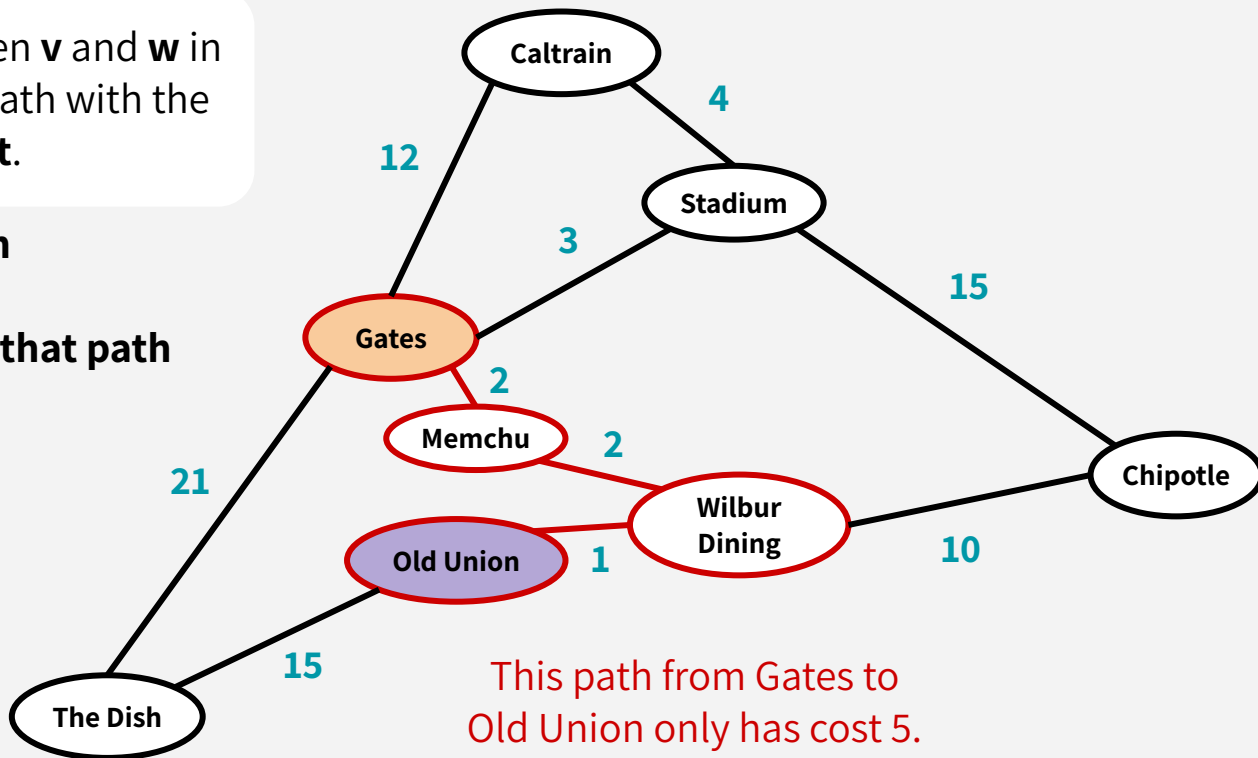 en v and w in
ath with the
t.
n
that path
Caltrain
4
12
Stadium
3
15
Gates
2
Memchu
2
21
Chipotle
Wilbur
Dining
Old Union
1
10
15
The Dish
This path from Gates to
Old Union only has cost 5.